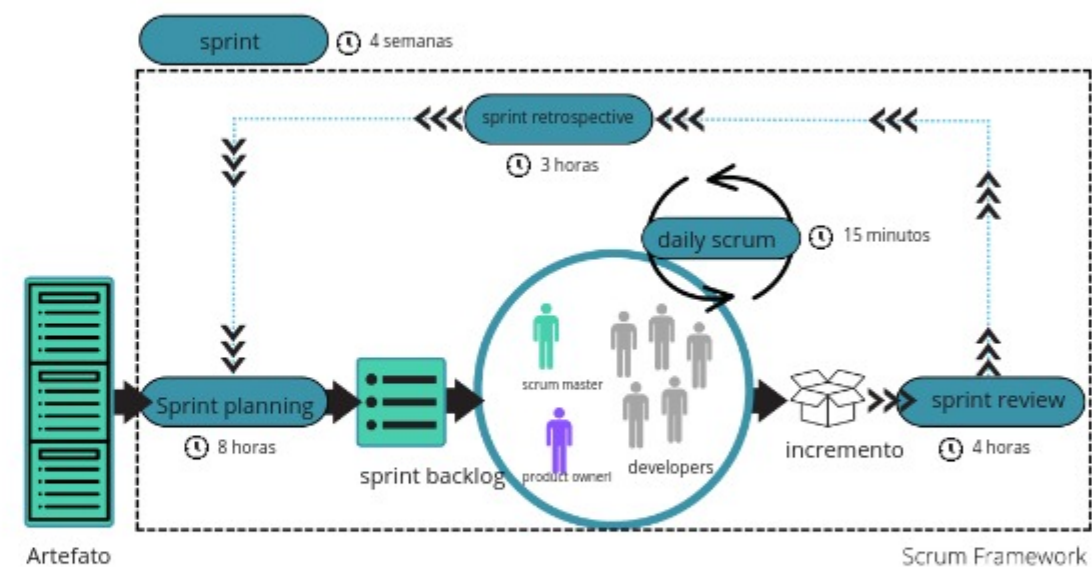 sprint
4 semanas
sprint retrospective
3 horas
daily scrum
15 minutos
scrum master
product ownerl
developers
Sprint planning
8 horas
sprint backlog
incremento
sprint review
4 horas
Artefato
Scrum Framework